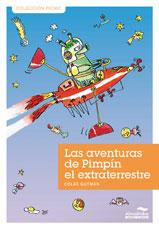 COLECCIÓN PICNIC
Las aventuras
de Pimpín
el extraterrestre
COLAS GUTMAN